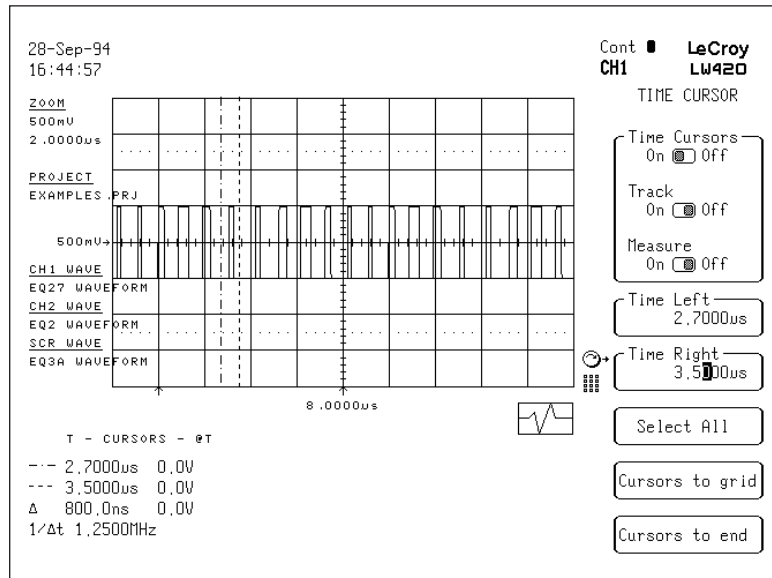 28-Sep-94
16:44:57
ZOOM
500mV
2.0000us
PROJECT
EXAMPLES.PRJ
500mV
CH1 WAVE
EQ27 WAVEFORM
CH2 WAVE
EQ2 WAVEFORM
SCR WAVE
EQ3A WAVEFORM
8.0000us
T - CURSORS - @T
2.7000us 0.0V
3.5000us 0.0V
Δ 800.0ns 0.0V
1/Δt 1.2500MHz
Cont
CH1
LeCroy
LW420
TIME CURSOR
Time Cursors
On Off
Track
On Off
Measure
On Off
Time Left
2.7000us
Time Right
3.5000us
Select All
Cursors to grid
Cursors to end